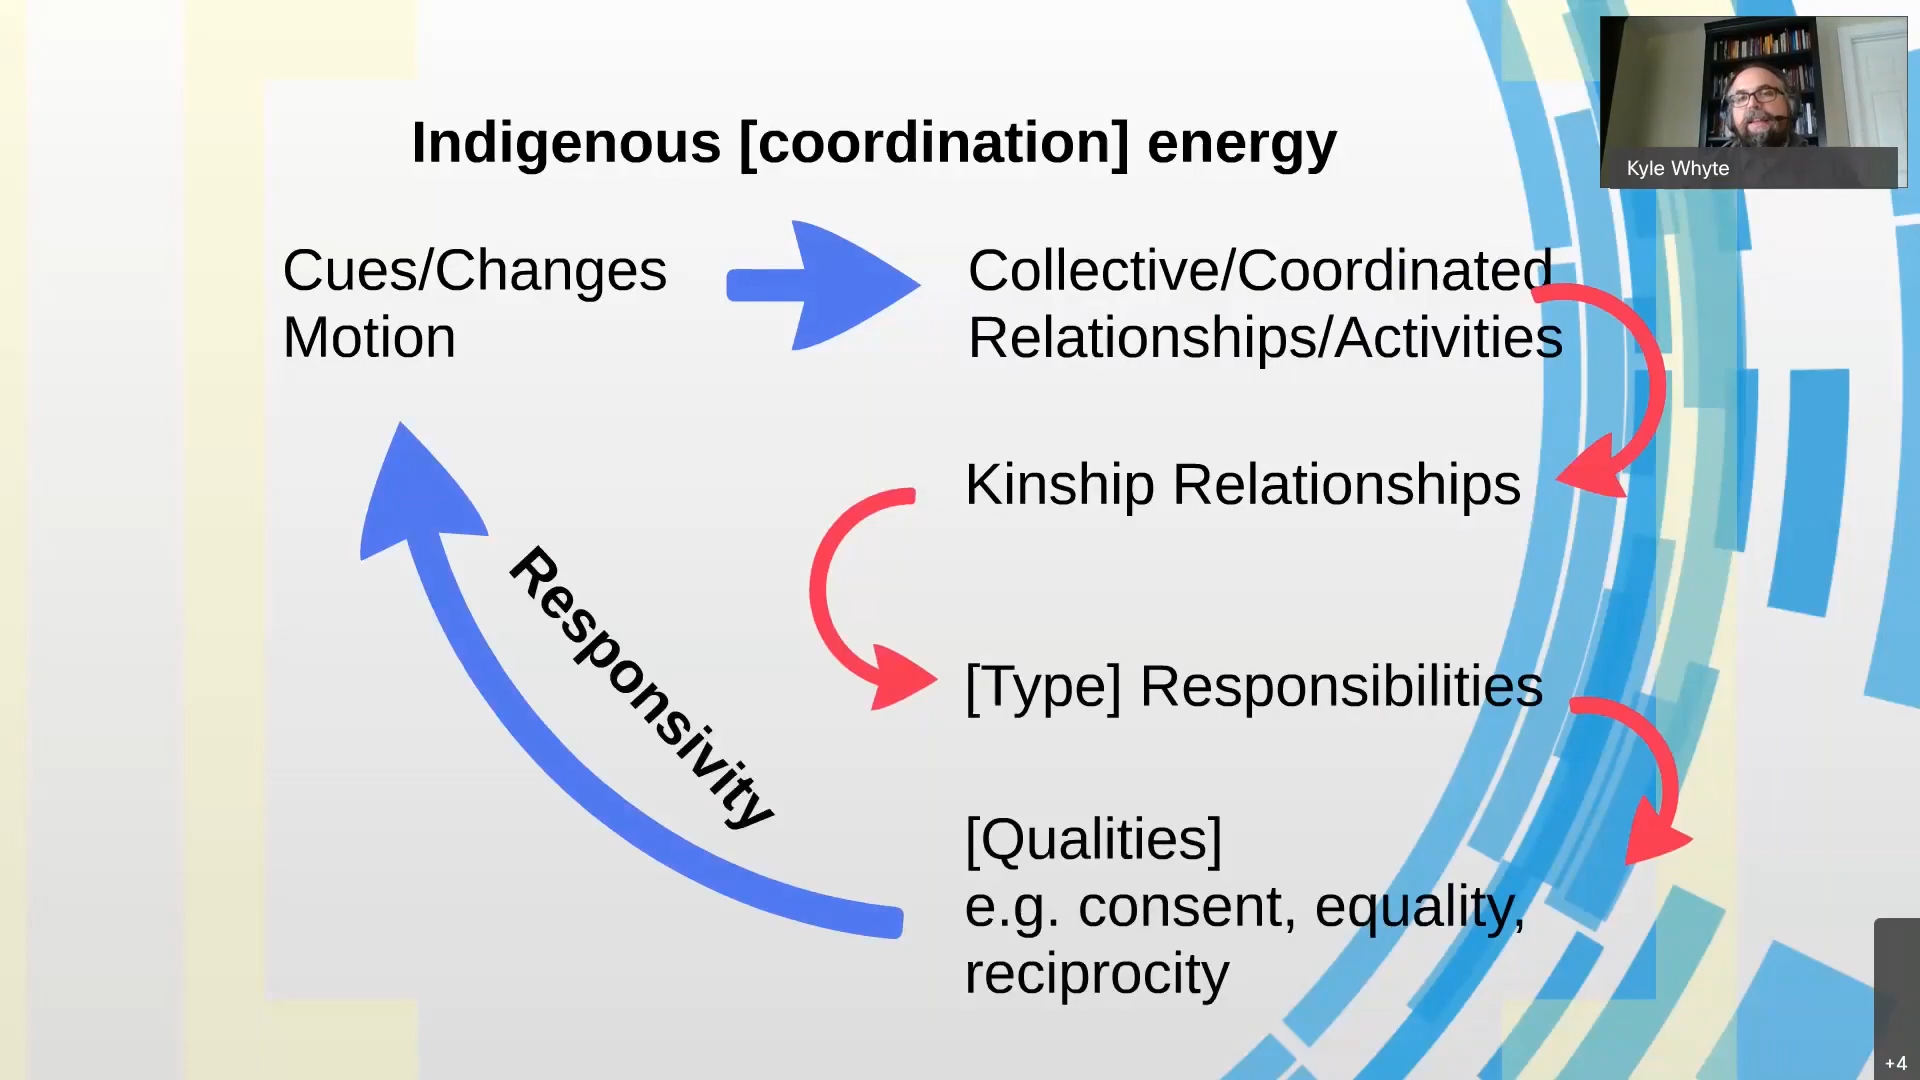 Indigenous [coordination] energy
Kyle Whyte
Cues/Changes
Motion
Collective/Coordinated
Relationships/Activities
Kinship Relationships
Responsivity
[Type] Responsibilities
[Qualities]
e.g. consent, equality,
reciprocity
+4